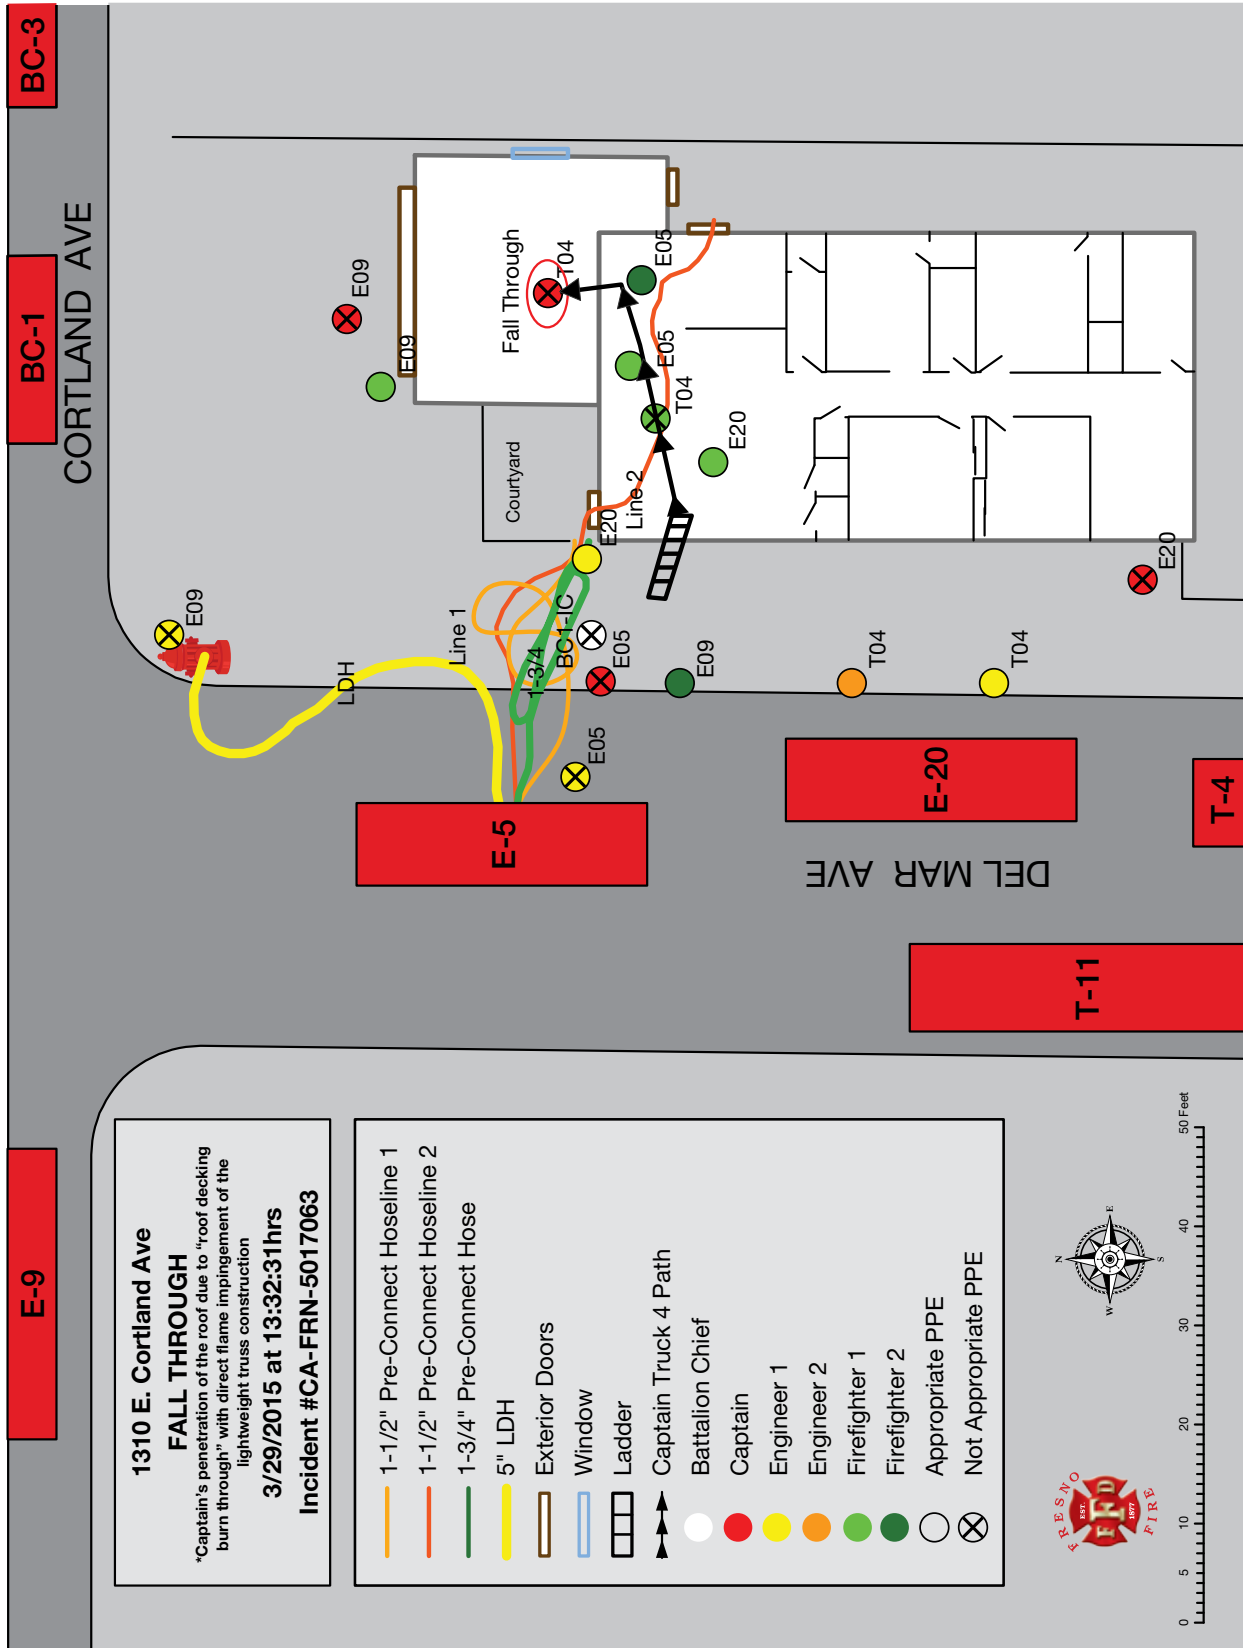 1310 E. Cortland Ave
FALL THROUGH
*Captain's penetration of the roof due to "roof decking
burn through" with direct flame impingement of the
lightweight truss construction
3/29/2015 at 13:32:31hrs
Incident #CA-FRN-5017063
1-1/2" Pre-Connect Hoseline 1
1-1/2" Pre-Connect Hoseline 2
1-3/4" Pre-Connect Hose
5" LDH
Exterior Doors
Window
Ladder
Captain Truck 4 Path
Battalion Chief
Captain
Engineer 1
Engineer 2
Firefighter 1
Firefighter 2
Appropriate PPE
Not Appropriate PPE
FRESNO
EST.
FFD
1877
FIRE
N
W
E
S
0
5
10
20
30
40
50 Feet
E-9
BC-1
BC-3
CORTLAND AVE
DEL MAR AVE
E-5
E-20
T-4
T-11
E09
LDH
Line 1
1-3/4
BC1-IC
E05
E05
E09
T04
T04
E20
E20
Line 2
Courtyard
E20
T04
E05
E05
Fall Through
T04
E09
E09